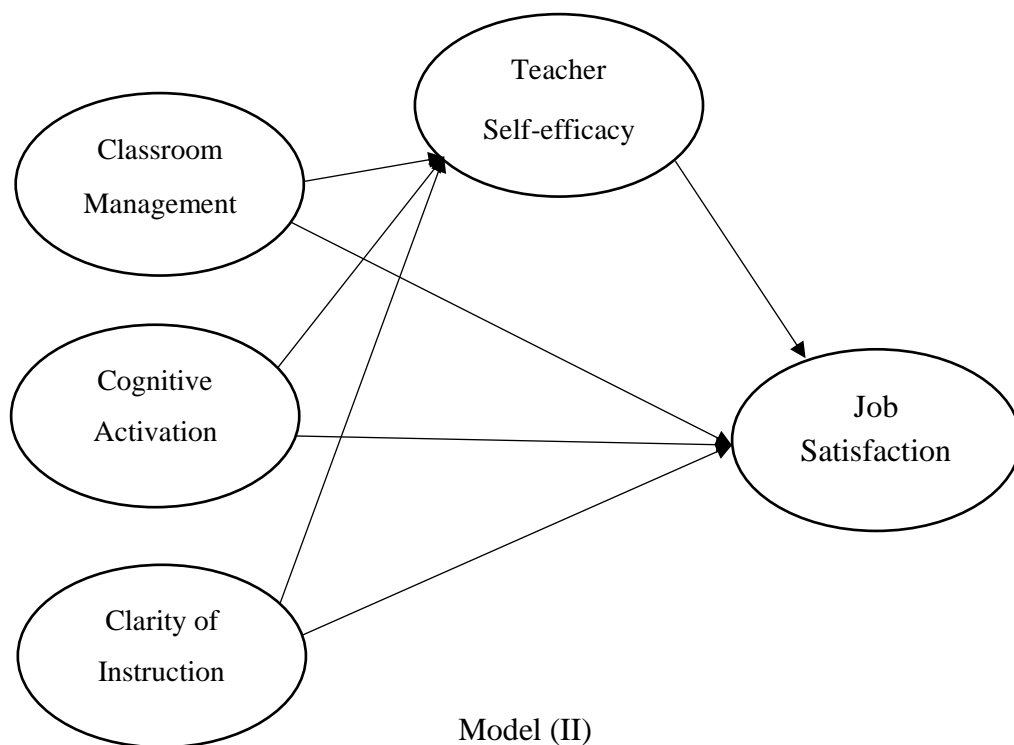 Teacher
Self-efficacy
Classroom
Management
Cognitive
Activation
Job
Satisfaction
Clarity of
Instruction
Model (II)